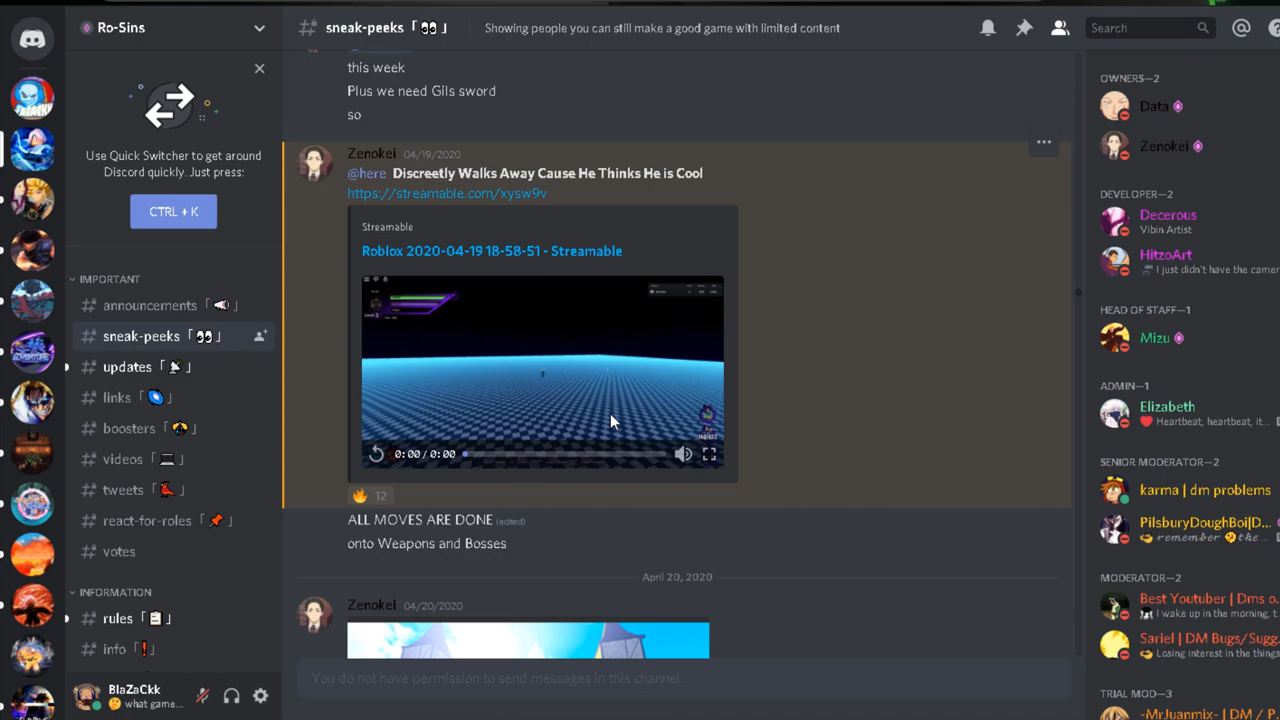 Ro-Sins
Use Quick Switcher to get around
Discord quickly. Just press:
CTRL + K
IMPORTANT
announcements「📢」
sneak-peeks「👀」
updates「📡」
links「🌀」
boosters
videos「💻」
tweets「🐦」
react-for-roles「📌」
votes
INFORMATION
rules「📋」
info「❗」
BlaZaCkk
🤔 what game...
sneak-peeks「👀」
Showing people you can still make a good game with limited content
Search
this week
Plus we need Gils sword
so
Zenokei 04/19/2020
@here Discreetly Walks Away Cause He Thinks He is Cool
https://streamable.com/xysw9v
Streamable
Roblox 2020-04-19 18-58-51 - Streamable
0:00 / 0:00
🔥 12
ALL MOVES ARE DONE (edited)
onto Weapons and Bosses
April 20, 2020
Zenokei 04/20/2020
You do not have permission to send messages in this channel.
OWNERS—2
Data
Zenokei
DEVELOPER—2
Decerous
Vibin Artist
HitzoArt
I just didn't have the camer
HEAD OF STAFF—1
Mizu
ADMIN—1
Elizabeth
❤️ Heartbeat, heartbeat, it...
SENIOR MODERATOR—2
karma | dm problems
PilsburyDoughBoi|D...
remember the...
MODERATOR—2
Best Youtuber | Dms o.
I wake up in the morning, t
Sariel | DM Bugs/Sugg.
Losing interest in the things
TRIAL MOD—3
-MrJuanmix- | DM / P.